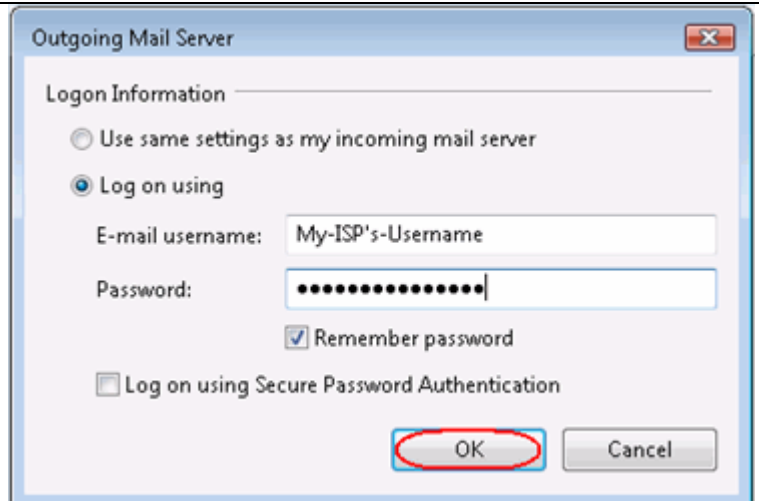 Outgoing Mail Server
Logon Information
Use same settings as my incoming mail server
Log on using
E-mail username: My-ISP's-Username
Password: ●●●●●●●●●●●●●●●
Remember password
Log on using Secure Password Authentication
OK Cancel